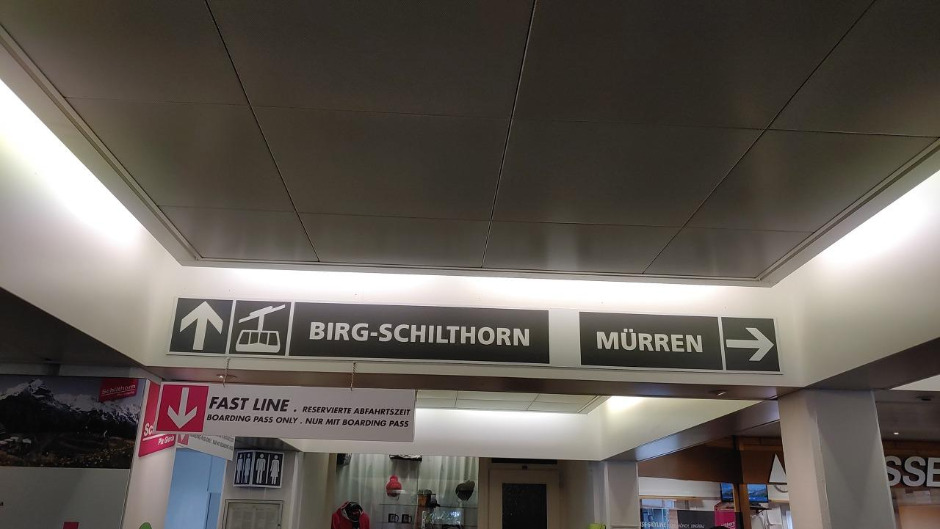 BIRG-SCHILTHORN
MÜRREN
FAST LINE . RESERVIERTE ABFAHRTSZEIT
BOARDING PASS ONLY . NUR MIT BOARDING PASS